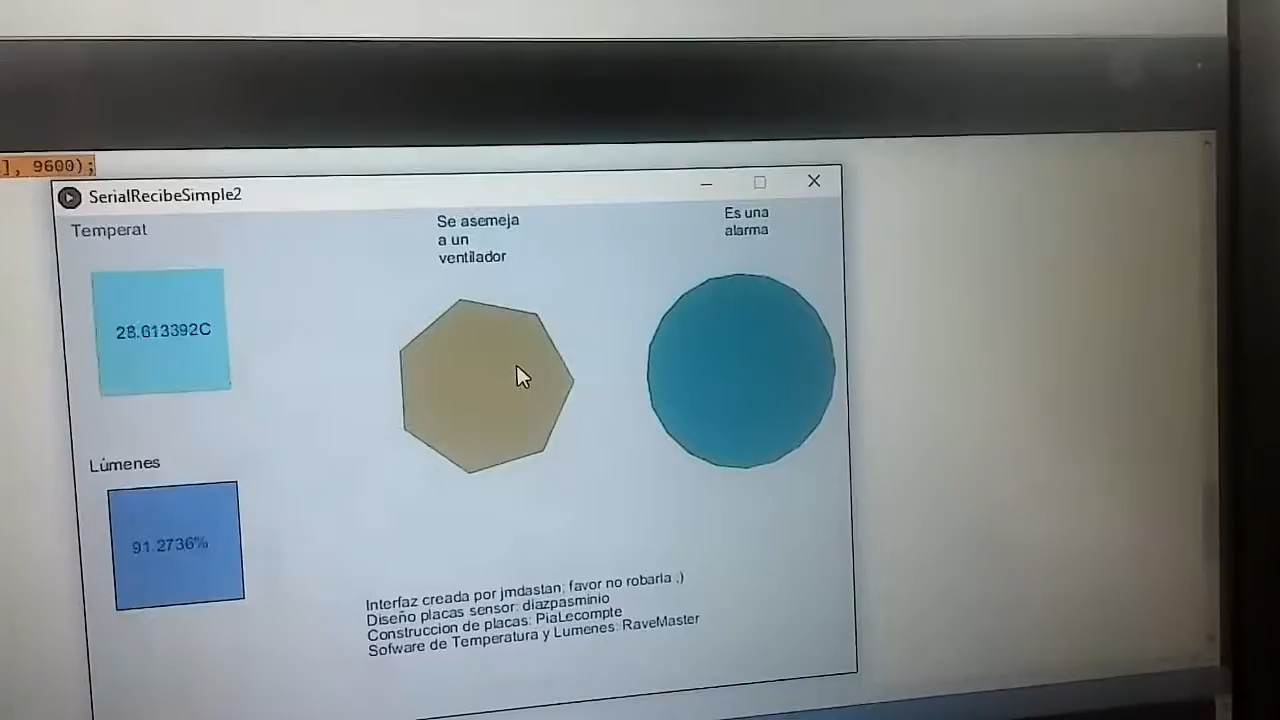 ], 9600);
SerialRecibeSimple2
Temperat
Se asemeja
a un
ventilador
Es una
alarma
28.613392C
Lúmenes
91.2736%
Interfaz creada por jmdastan; favor no robarla ;)
Diseño placas sensor: diazpasminio
Construccion de placas: PiaLecompte
Sofware de Temperatura y Lumenes: RaveMaster